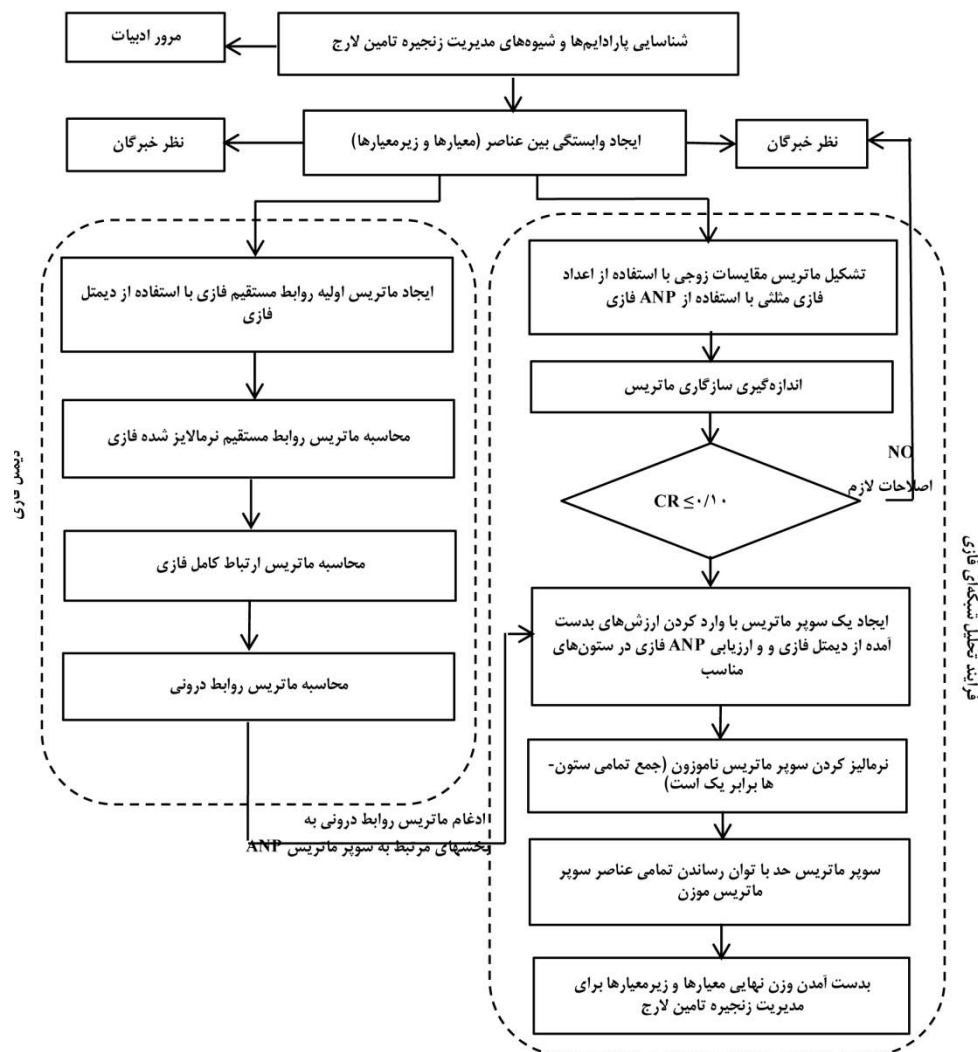 شناسایی پارادایم‌ها و شیوه‌های مدیریت زنجیره تامین لارج
مرور ادبیات
ایجاد وابستگی بین عناصر (معیارها و زیرمعیارها)
نظر خبرگان
نظر خبرگان
تشکیل ماتریس مقایسات زوجی با استفاده از اعداد
فازی مثلثی با استفاده از ANP فازی
اندازه‌گیری سازگاری ماتریس
CR ≤۰/۱۰
NO
اصلاحات لازم
ایجاد یک سوپر ماتریس با وارد کردن ارزش‌های بدست
آمده از دیمتل فازی و و ارزیابی ANP فازی در ستون‌های
مناسب
نرمالیز کردن سوپر ماتریس ناموزون (جمع تمامی ستون-
ها برابر یک است)
سوپر ماتریس حد با توان رساندن تمامی عناصر سوپر
ماتریس موزن
بدست آمدن وزن نهایی معیارها و زیرمعیارها برای
مدیریت زنجیره تامین لارج
فرایند تحلیل شبکه‌ای فازی
ایجاد ماتریس اولیه روابط مستقیم فازی با استفاده از دیمتل
فازی
محاسبه ماتریس روابط مستقیم نرمالایز شده فازی
محاسبه ماتریس ارتباط کامل فازی
محاسبه ماتریس روابط درونی
دیمتل فازی
ادغام ماتریس روابط درونی به
بخشهای مرتبط به سوپر ماتریس ANP